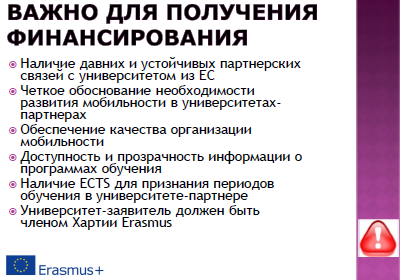 ВАЖНО ДЛЯ ПОЛУЧЕНИЯ
ФИНАНСИРОВАНИЯ
Наличие давних и устойчивых партнерских
связей с университетом из ЕС
Четкое обоснование необходимости
развития мобильности в университетах-
партнерах
Обеспечение качества организации
мобильности
Доступность и прозрачность информации о
программах обучения
Наличие ECTS для признания периодов
обучения в университете-партнере
Университет-заявитель должен быть
членом Хартии Erasmus
Erasmus+